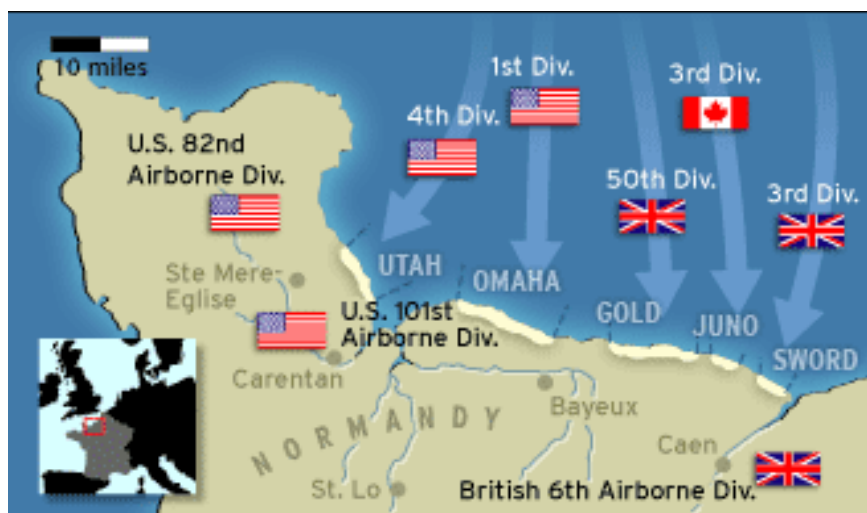 10 miles
1st Div.
3rd Div.
4th Div.
U.S. 82nd
Airborne Div.
50th Div.
3rd Div.
UTAH
Ste Mere-
Eglise
OMAHA
GOLD
JUNO
SWORD
U.S. 101st
Airborne Div.
Carentan
NORMANDY
Bayeux
Caen
St. Lo
British 6th Airborne Div.